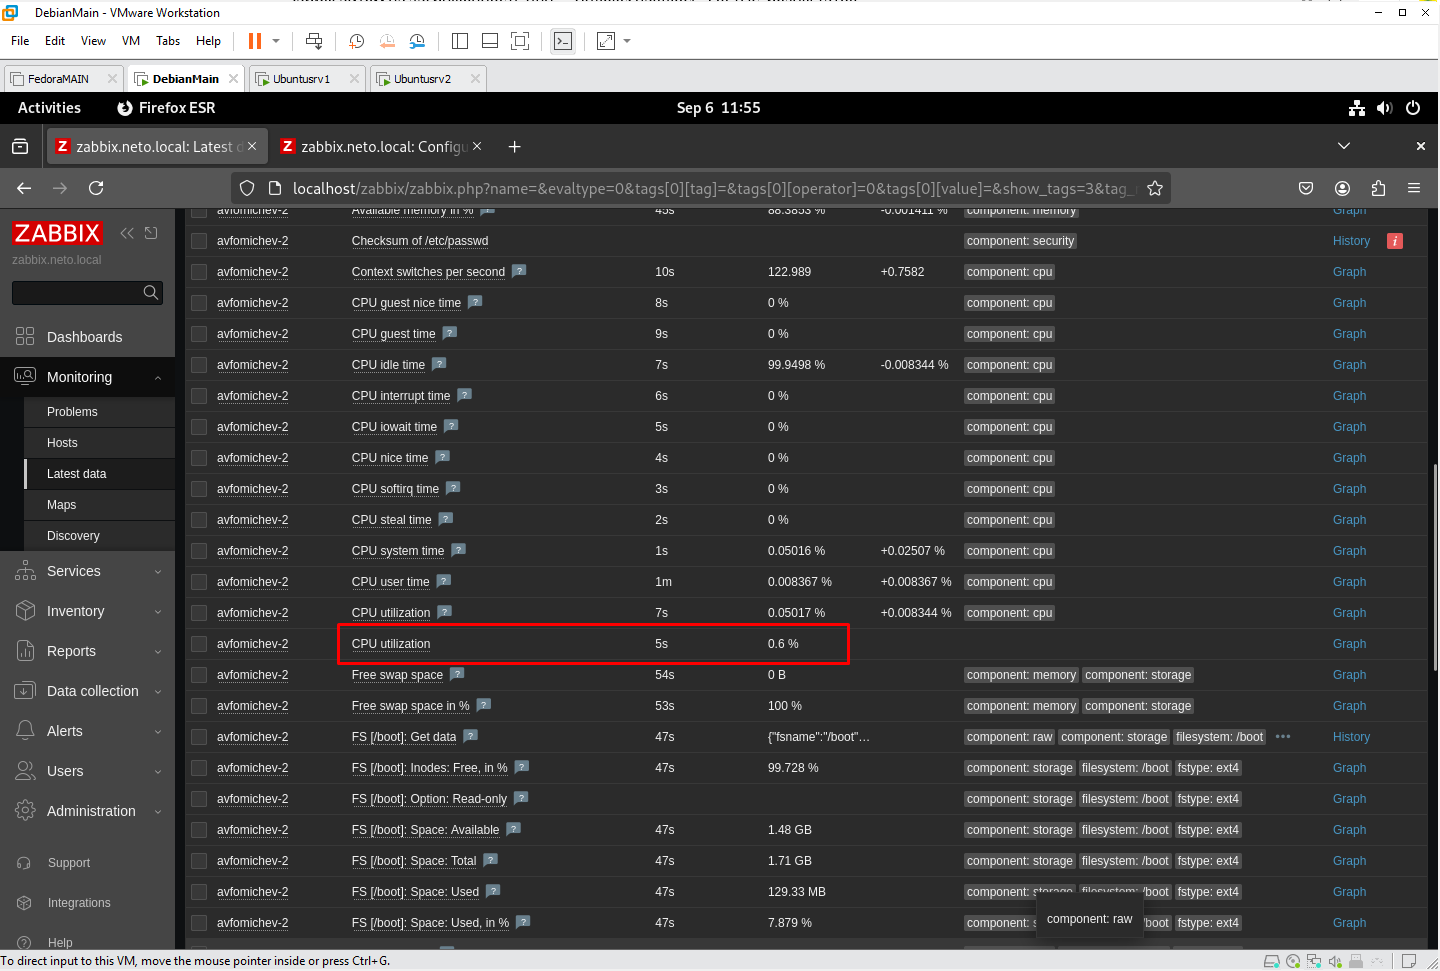 DebianMain - VMware Workstation
File Edit View VM Tabs Help
FedoraMAIN DebianMain Ubuntusrv1 Ubuntusrv2
Activities Firefox ESR Sep 6 11:55
zabbix.neto.local: Latest d zabbix.neto.local: Configu
localhost/zabbix/zabbix.php?name=&evaltype=0&tags[0][tag]=&tags[0][operator]=0&tags[0][value]=&show_tags=3&tag_
ZABBIX
zabbix.neto.local
Dashboards
Monitoring
Problems
Hosts
Latest data
Maps
Discovery
Services
Inventory
Reports
Data collection
Alerts
Users
Administration
Support
Integrations
Help
avfomichev-2 Available memory in % ? 45s 88.3853 % -0.001411 % component: memory Graph
avfomichev-2 Checksum of /etc/passwd component: security History i
avfomichev-2 Context switches per second ? 10s 122.989 +0.7582 component: cpu Graph
avfomichev-2 CPU guest nice time ? 8s 0 % component: cpu Graph
avfomichev-2 CPU guest time ? 9s 0 % component: cpu Graph
avfomichev-2 CPU idle time ? 7s 99.9498 % -0.008344 % component: cpu Graph
avfomichev-2 CPU interrupt time ? 6s 0 % component: cpu Graph
avfomichev-2 CPU iowait time ? 5s 0 % component: cpu Graph
avfomichev-2 CPU nice time ? 4s 0 % component: cpu Graph
avfomichev-2 CPU softirq time ? 3s 0 % component: cpu Graph
avfomichev-2 CPU steal time ? 2s 0 % component: cpu Graph
avfomichev-2 CPU system time ? 1s 0.05016 % +0.02507 % component: cpu Graph
avfomichev-2 CPU user time ? 1m 0.008367 % +0.008367 % component: cpu Graph
avfomichev-2 CPU utilization ? 7s 0.05017 % +0.008344 % component: cpu Graph
avfomichev-2 CPU utilization 5s 0.6 % Graph
avfomichev-2 Free swap space ? 54s 0 B component: memory component: storage Graph
avfomichev-2 Free swap space in % ? 53s 100 % component: memory component: storage Graph
avfomichev-2 FS [/boot]: Get data ? 47s {"fsname":"/boot"... component: raw component: storage filesystem: /boot ••• History
avfomichev-2 FS [/boot]: Inodes: Free, in % ? 47s 99.728 % component: storage filesystem: /boot fstype: ext4 Graph
avfomichev-2 FS [/boot]: Option: Read-only ? component: storage filesystem: /boot fstype: ext4 Graph
avfomichev-2 FS [/boot]: Space: Available ? 47s 1.48 GB component: storage filesystem: /boot fstype: ext4 Graph
avfomichev-2 FS [/boot]: Space: Total ? 47s 1.71 GB component: storage filesystem: /boot fstype: ext4 Graph
avfomichev-2 FS [/boot]: Space: Used ? 47s 129.33 MB component: storage filesystem: /boot fstype: ext4 Graph
avfomichev-2 FS [/boot]: Space: Used, in % ? 47s 7.879 % component: s /boot fstype: ext4 Graph
component: raw
To direct input to this VM, move the mouse pointer inside or press Ctrl+G.